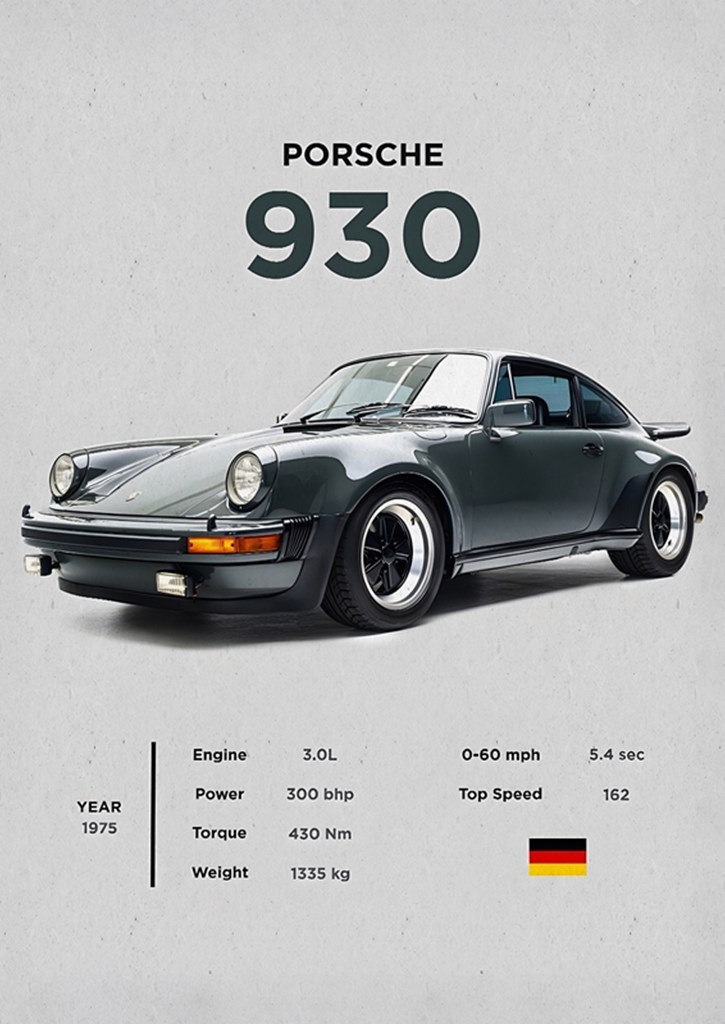 PORSCHE
930
YEAR
1975
Engine 3.0L
Power 300 bhp
Torque 430 Nm
Weight 1335 kg
0-60 mph 5.4 sec
Top Speed 162